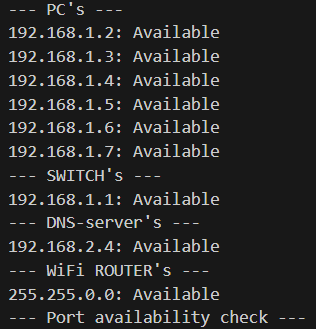 --- PC's ---
192.168.1.2: Available
192.168.1.3: Available
192.168.1.4: Available
192.168.1.5: Available
192.168.1.6: Available
192.168.1.7: Available
--- SWITCH's ---
192.168.1.1: Available
--- DNS-server's ---
192.168.2.4: Available
--- WiFi ROUTER's ---
255.255.0.0: Available
--- Port availability check ---